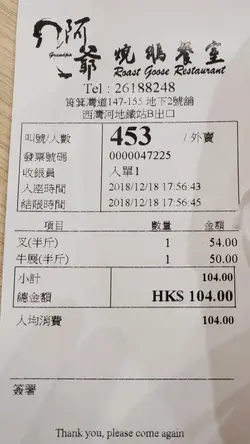 阿爺
Grandpa
燒鵝餐室
Roast Goose Restaurant
Tel : 26188248
筲箕灣道147-155 地下2號舖
西灣河地鐵站B出口
叫號/人數 453 /外賣
發票號碼 0000047225
收銀員 入單1
入座時間 2018/12/18 17:56:43
結賬時間 2018/12/18 17:56:45
項目 數量 金額
叉(半斤) 1 54.00
牛展(半斤) 1 50.00
小計 104.00
總金額 HK$ 104.00
人均消費 104.00
簽署
Thank you, please come again